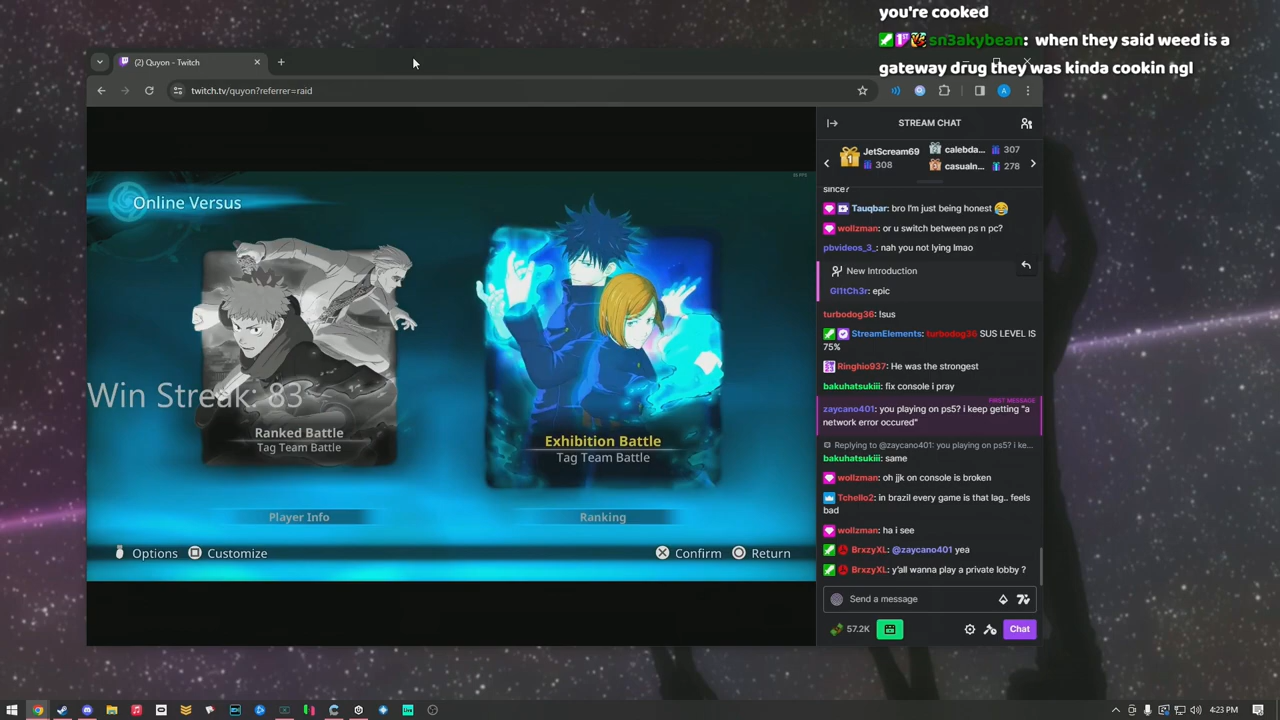 you're cooked
sn3akybean: when they said weed is a
gateway drug they was kinda cookin ngl
(2) Quyon - Twitch
twitch.tv/quyon?referrer=raid
STREAM CHAT
JetScream69
308
calebda... 307
casualn... 278
since?
Tauqbar: bro I'm just being honest 😂
wollzman: or u switch between ps n pc?
pbvideos_3_: nah you not lying lmao
New Introduction
Gl1tCh3r: epic
turbodog36: !sus
StreamElements: turbodog36 SUS LEVEL IS
75%
Ringhio937: He was the strongest
bakuhatsukiii: fix console i pray
FIRST MESSAGE
zaycano401: you playing on ps5? i keep getting "a
network error occured"
Replying to @zaycano401: you playing on ps5? i ke...
bakuhatsukiii: same
wollzman: oh jjk on console is broken
Tchello2: in brazil every game is that lag.. feels
bad
wollzman: ha i see
BrxzyXL: @zaycano401 yea
BrxzyXL: y'all wanna play a private lobby ?
Send a message
57.2K
Chat
Online Versus
Win Streak: 83
Ranked Battle
Tag Team Battle
Exhibition Battle
Tag Team Battle
Player Info
Ranking
Options
Customize
Confirm
Return
4:23 PM